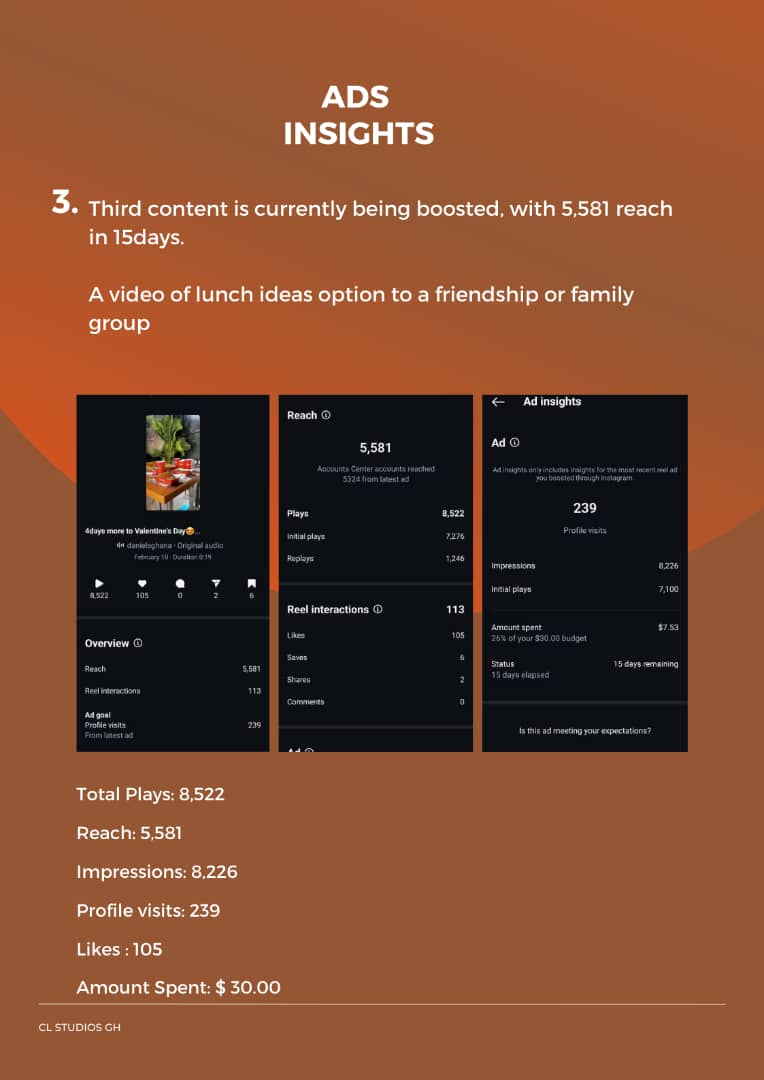 ADS
INSIGHTS
3. Third content is currently being boosted, with 5,581 reach
in 15days.
A video of lunch ideas option to a friendship or family
group
4days more to Valentine's Day😍...
danielsghana · Original audio
February 10 · Duration 0:19
8,522 105 0 2 6
Overview
Reach 5,581
Reel interactions 113
Ad goal
Profile visits 239
From latest ad
Reach
5,581
Accounts Center accounts reached
5324 from latest ad
Plays 8,522
Initial plays 7,276
Replays 1,246
Reel interactions 113
Likes 105
Saves 6
Shares 2
Comments 0
Ad insights
Ad
Ad insights only includes insights for the most recent reel ad
you boosted through Instagram.
239
Profile visits
Impressions 8,226
Initial plays 7,100
Amount spent $7.53
26% of your $30.00 budget
Status 15 days remaining
15 days elapsed
Is this ad meeting your expectations?
Total Plays: 8,522
Reach: 5,581
Impressions: 8,226
Profile visits: 239
Likes : 105
Amount Spent: $ 30.00
CL STUDIOS GH